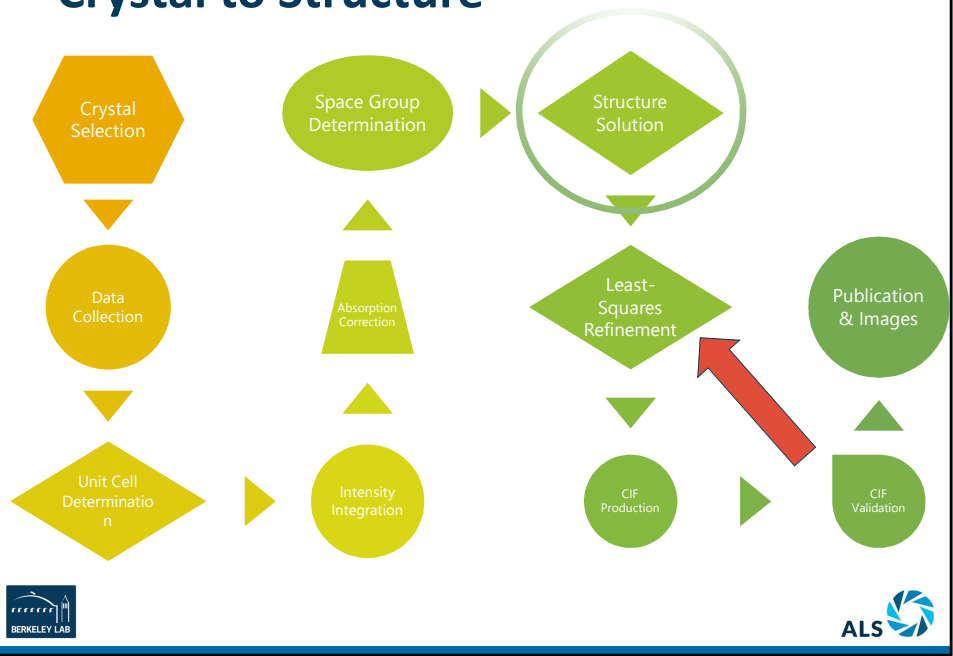 Crystal to Structure
Crystal
Selection
Data
Collection
Unit Cell
Determinatio
n
Intensity
Integration
Absorption
Correction
Space Group
Determination
Structure
Solution
Least-
Squares
Refinement
CIF
Production
CIF
Validation
Publication
& Images
BERKELEY LAB
ALS